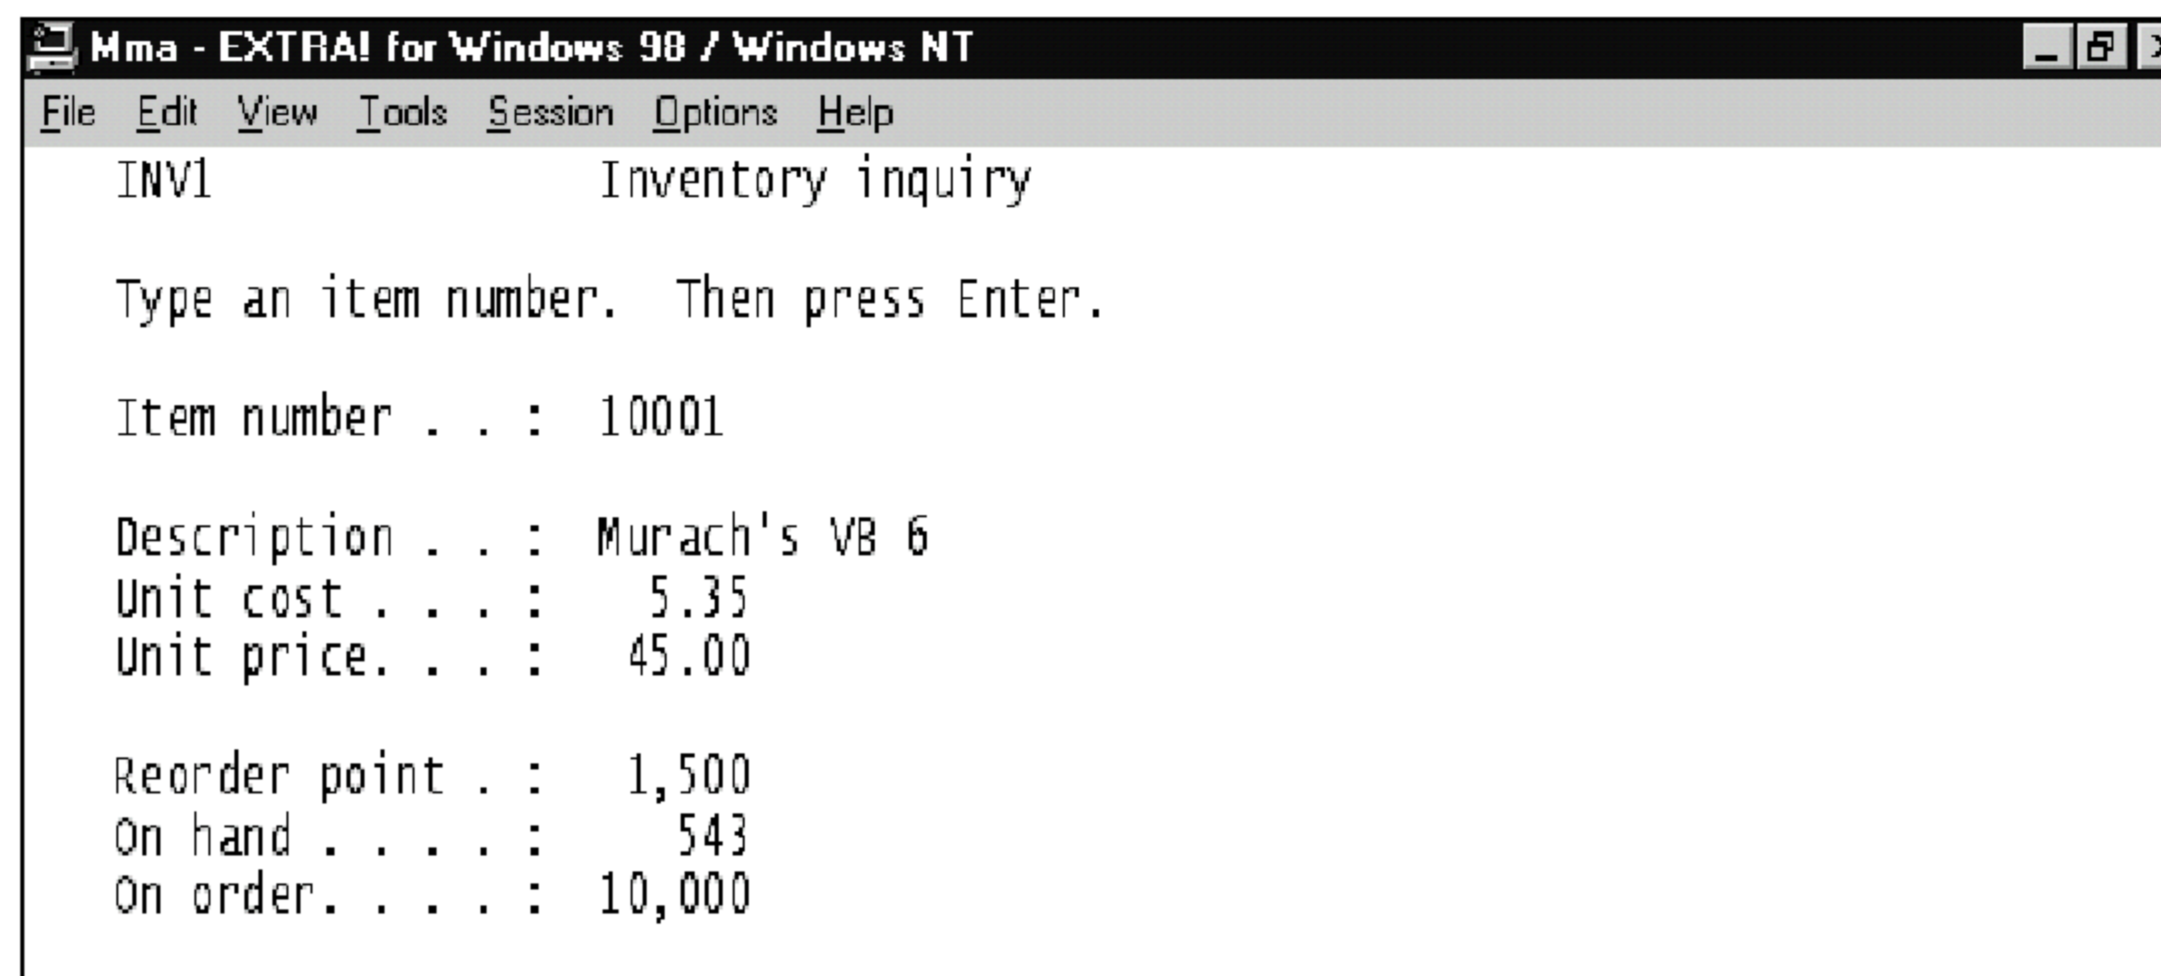 Mma - EXTRA! for Windows 98 / Windows NT
File Edit View Tools Session Options Help
INV1 Inventory inquiry
Type an item number. Then press Enter.
Item number . . : 10001
Description . . : Murach's VB 6
Unit cost . . . : 5.35
Unit price. . . : 45.00
Reorder point . : 1,500
On hand . . . . : 543
On order. . . . : 10,000